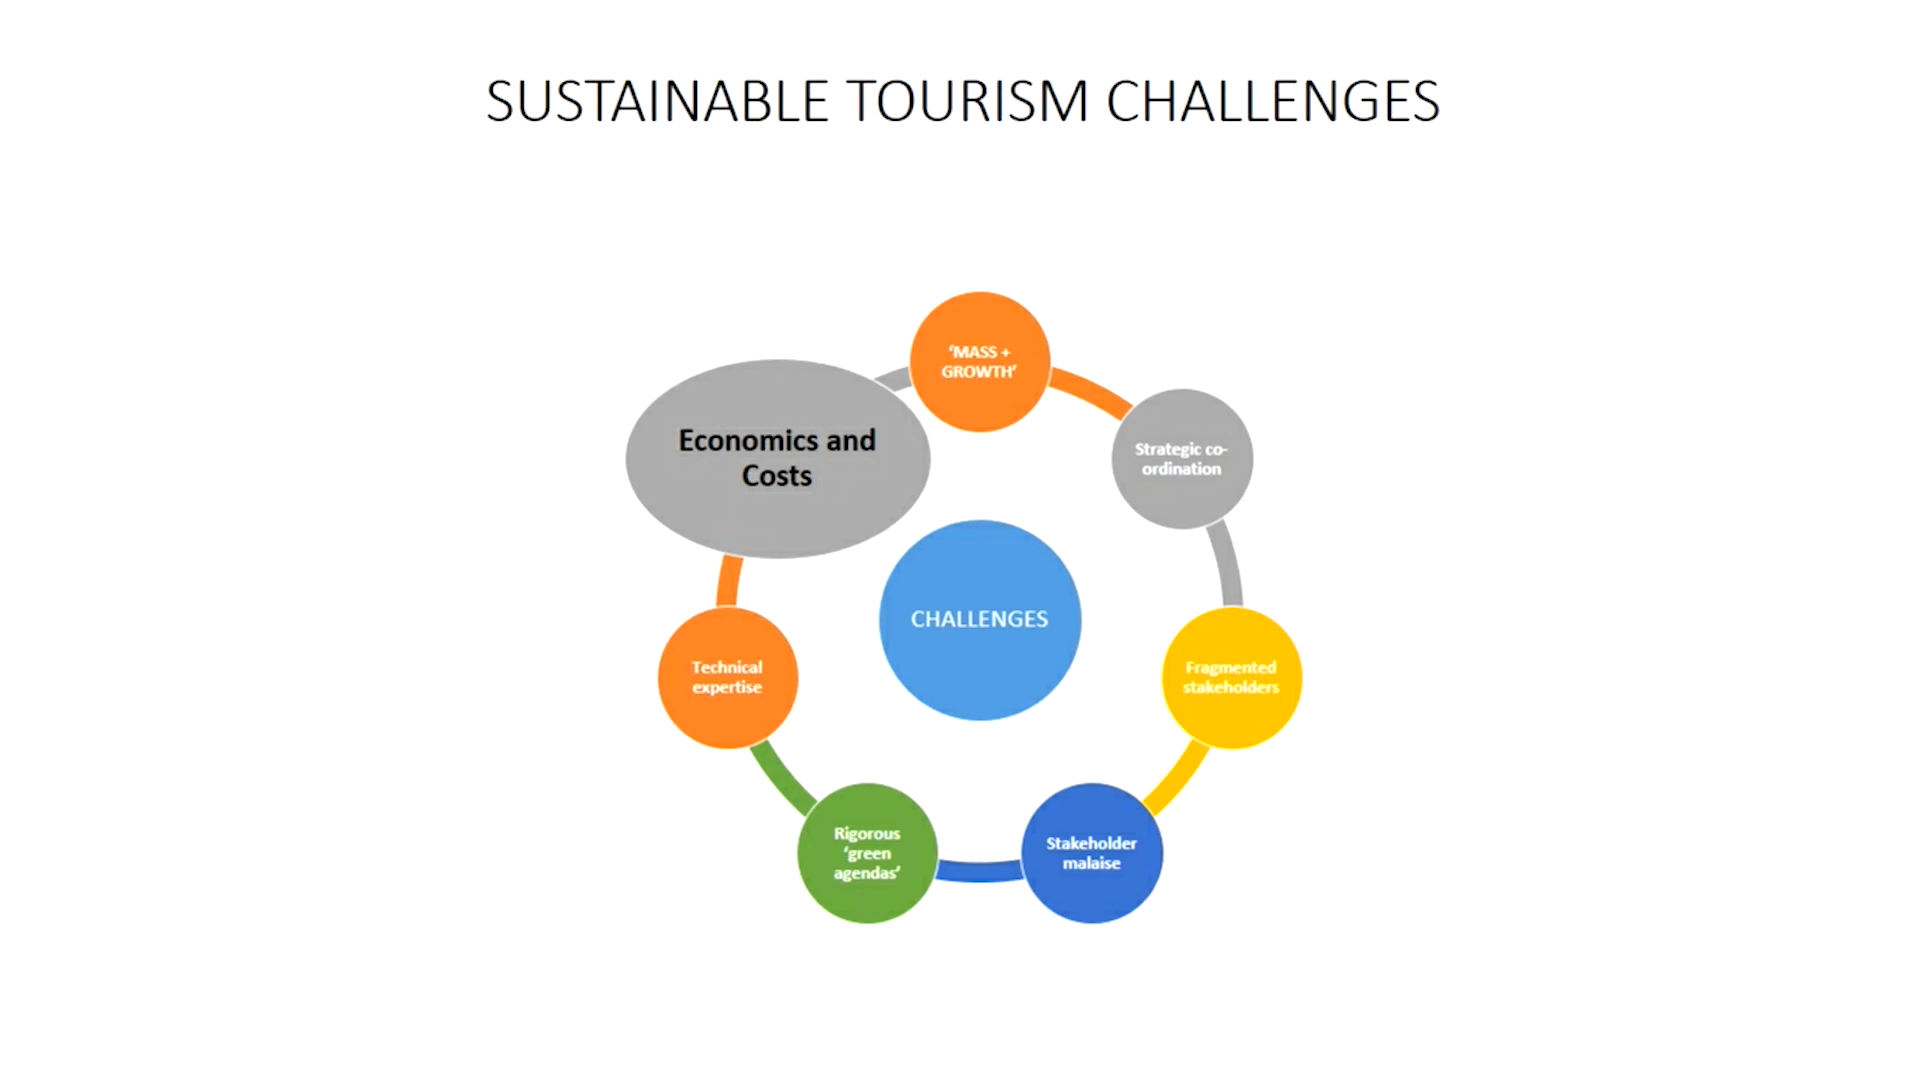 SUSTAINABLE TOURISM CHALLENGES
‘MASS +
GROWTH’
Strategic co-
ordination
Fragmented
stakeholders
Stakeholder
malaise
Rigorous
‘green
agendas’
Technical
expertise
Economics and
Costs
CHALLENGES